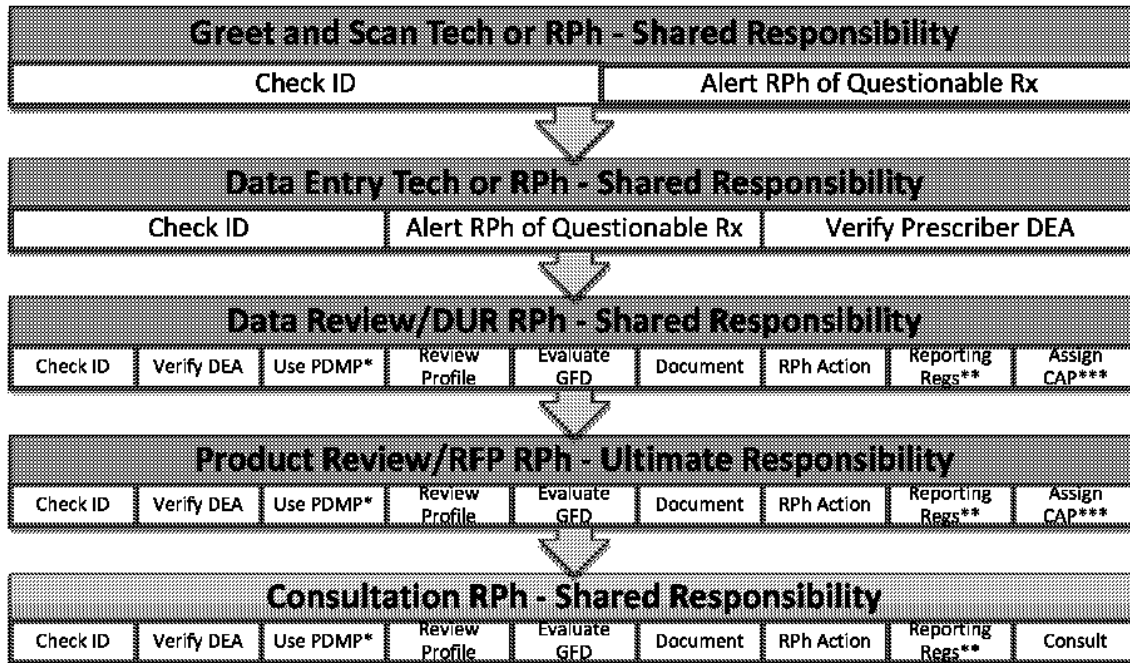 Greet and Scan Tech or RPh - Shared Responsibility
Check ID
Alert RPh of Questionable Rx
Data Entry Tech or RPh - Shared Responsibility
Check ID
Alert RPh of Questionable Rx
Verify Prescriber DEA
Data Review/DUR RPh - Shared Responsibility
Check ID
Verify DEA
Use PDMP*
Review
Profile
Evaluate
GFD
Document
RPh Action
Reporting
Regs**
Assign
CAP***
Product Review/RFP RPh - Ultimate Responsibility
Check ID
Verify DEA
Use PDMP*
Review
Profile
Evaluate
GFD
Document
RPh Action
Reporting
Regs**
Assign
CAP***
Consultation RPh - Shared Responsibility
Check ID
Verify DEA
Use PDMP*
Review
Profile
Evaluate
GFD
Document
RPh Action
Reporting
Regs**
Consult